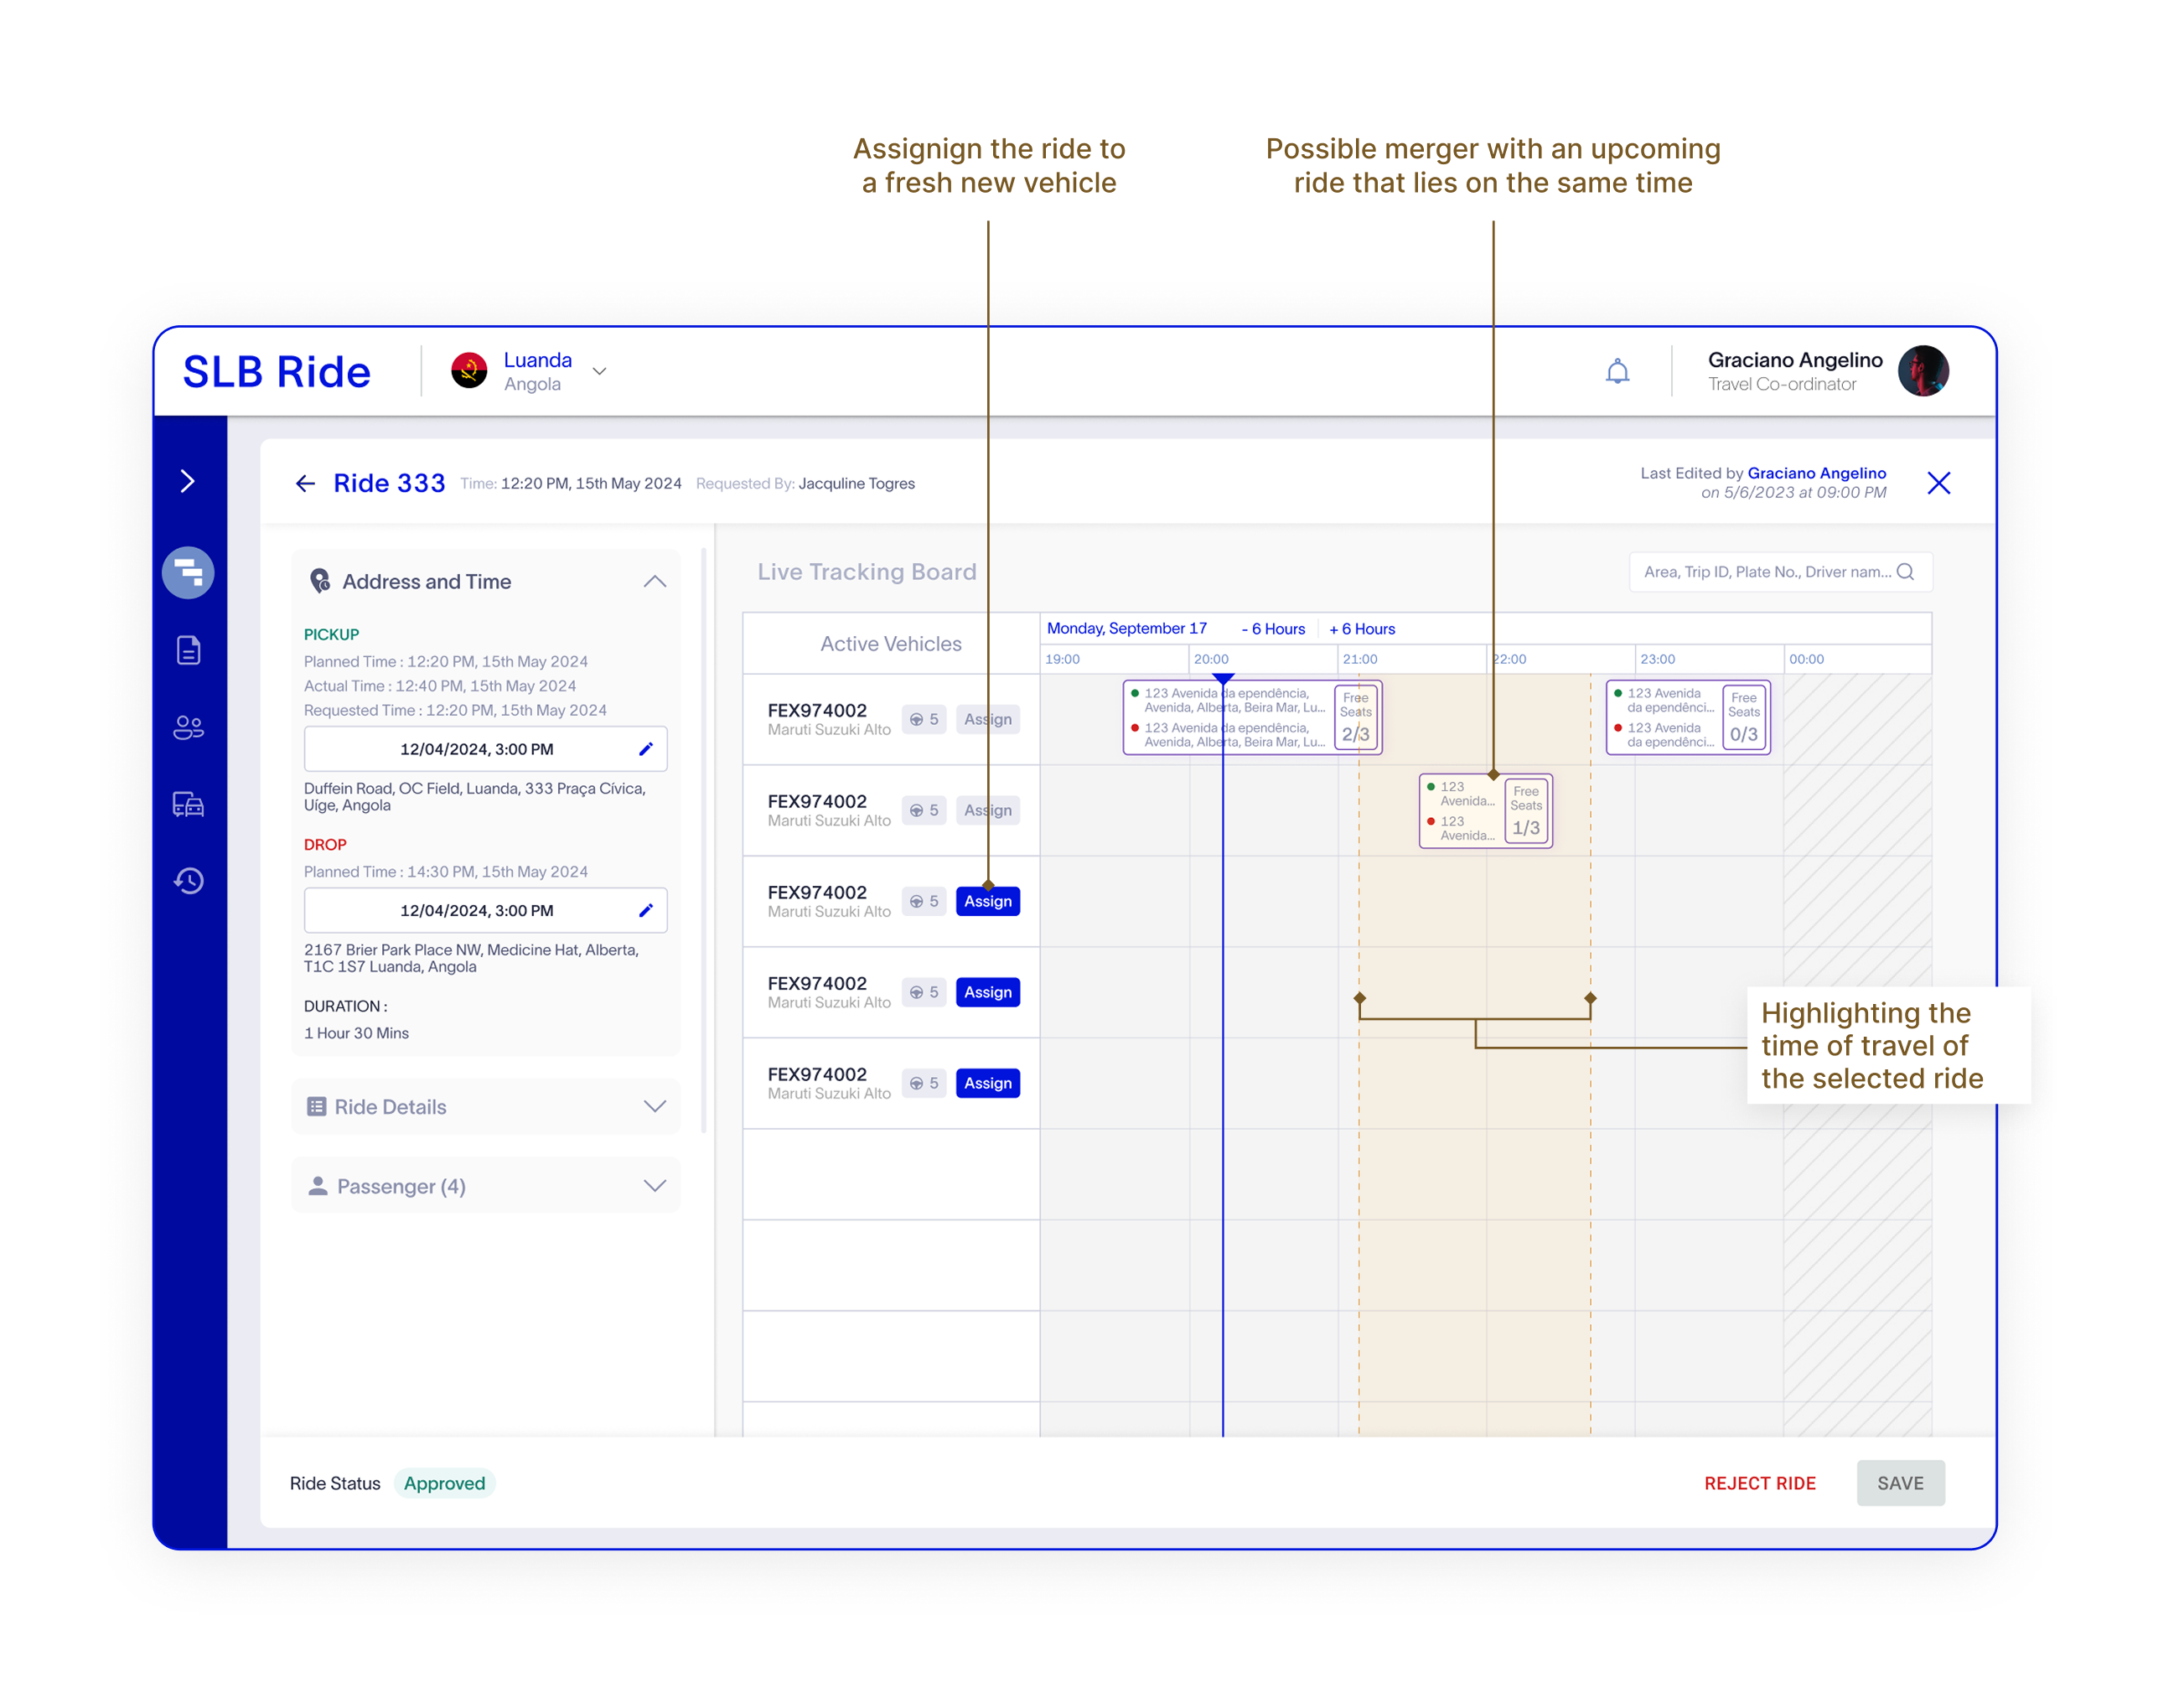 Assignign the ride to
a fresh new vehicle
Possible merger with an upcoming
ride that lies on the same time
SLB Ride
Luanda
Angola
Graciano Angelino
Travel Co-ordinator
Ride 333 Time: 12:20 PM, 15th May 2024 Requested By: Jacquline Togres
Last Edited by Graciano Angelino
on 5/6/2023 at 09:00 PM
Address and Time
PICKUP
Planned Time : 12:20 PM, 15th May 2024
Actual Time : 12:40 PM, 15th May 2024
Requested Time : 12:20 PM, 15th May 2024
12/04/2024, 3:00 PM
Duffein Road, OC Field, Luanda, 333 Praça Cívica,
Uíge, Angola
DROP
Planned Time : 14:30 PM, 15th May 2024
12/04/2024, 3:00 PM
2167 Brier Park Place NW, Medicine Hat, Alberta,
T1C 1S7 Luanda, Angola
DURATION :
1 Hour 30 Mins
Ride Details
Passenger (4)
Live Tracking Board
Area, Trip ID, Plate No., Driver nam...
Active Vehicles
Monday, September 17 - 6 Hours + 6 Hours
19:00 20:00 21:00 22:00 23:00 00:00
FEX974002
Maruti Suzuki Alto
5
Assign
123 Avenida da ependência,
Avenida, Alberta, Beira Mar, Lu...
123 Avenida da ependência,
Avenida, Alberta, Beira Mar, Lu...
Free
Seats
2/3
123 Avenida
da ependênci...
123 Avenida
da ependênci...
Free
Seats
0/3
FEX974002
Maruti Suzuki Alto
5
Assign
123
Avenida...
123
Avenida...
Free
Seats
1/3
FEX974002
Maruti Suzuki Alto
5
Assign
FEX974002
Maruti Suzuki Alto
5
Assign
FEX974002
Maruti Suzuki Alto
5
Assign
Highlighting the
time of travel of
the selected ride
Ride Status Approved
REJECT RIDE
SAVE